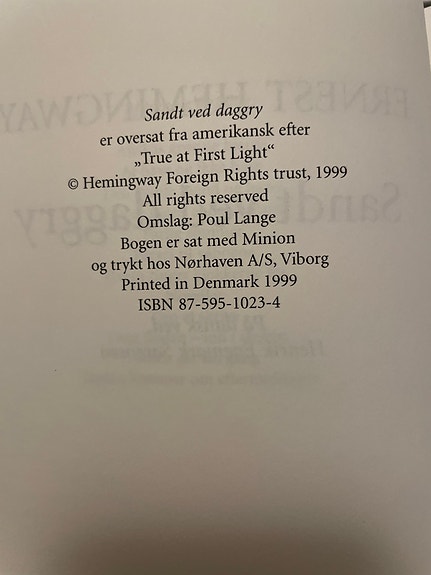 Sandt ved daggry
er oversat fra amerikansk efter
„True at First Light“
© Hemingway Foreign Rights trust, 1999
All rights reserved
Omslag: Poul Lange
Bogen er sat med Minion
og trykt hos Nørhaven A/S, Viborg
Printed in Denmark 1999
ISBN 87-595-1023-4